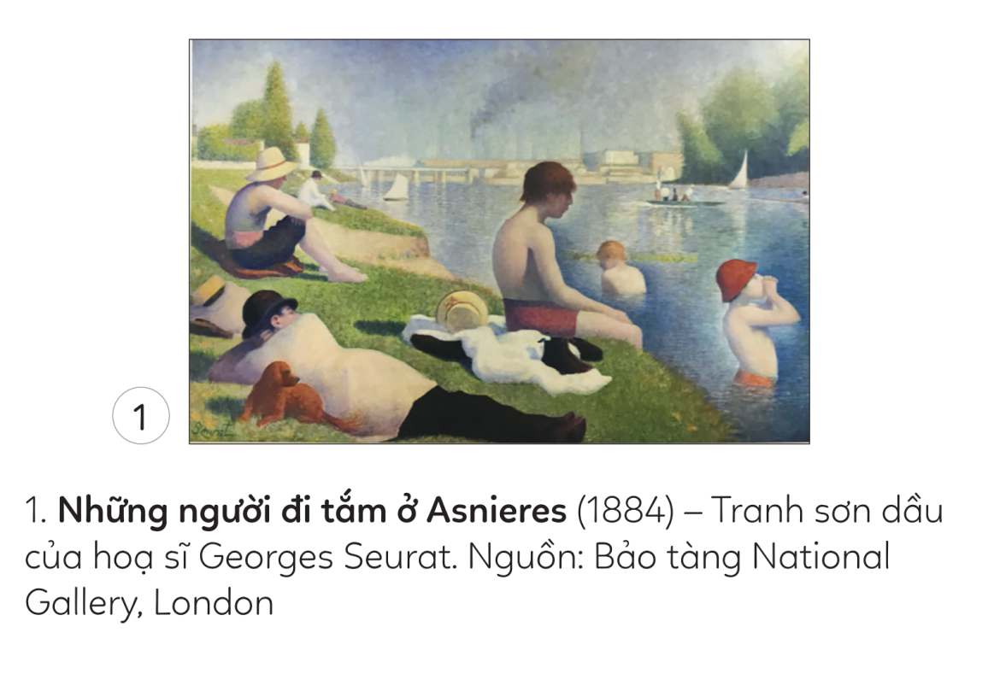 Seurat
1
1. Những người đi tắm ở Asnieres (1884) – Tranh sơn dầu
của hoạ sĩ Georges Seurat. Nguồn: Bảo tàng National
Gallery, London